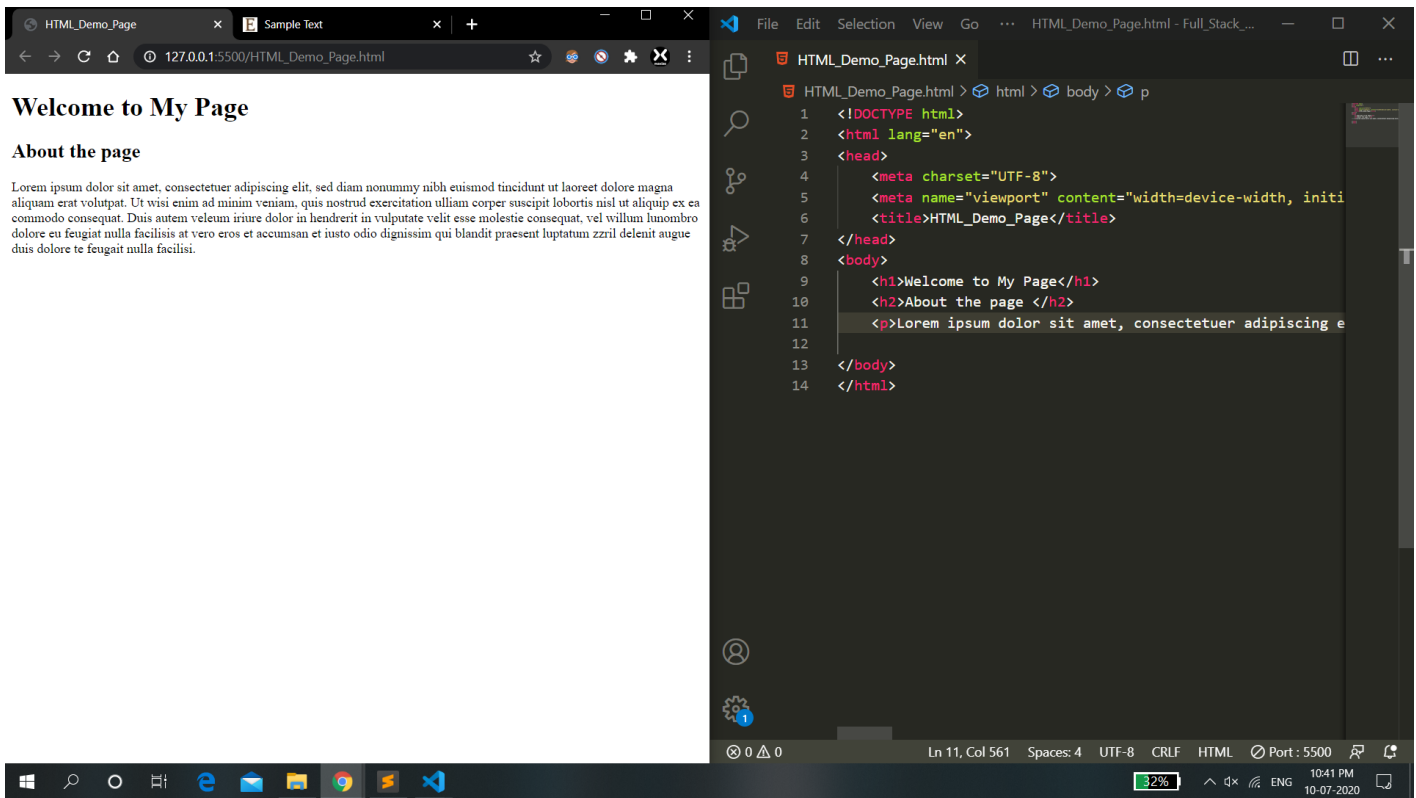 HTML_Demo_Page
Sample Text
127.0.0.1:5500/HTML_Demo_Page.html
Welcome to My Page
About the page
Lorem ipsum dolor sit amet, consectetuer adipiscing elit, sed diam nonummy nibh euismod tincidunt ut laoreet dolore magna
aliquam erat volutpat. Ut wisi enim ad minim veniam, quis nostrud exercitation ulliam corper suscipit lobortis nisl ut aliquip ex ea
commodo consequat. Duis autem veleum iriure dolor in hendrerit in vulputate velit esse molestie consequat, vel willum lunombro
dolore eu feugiat nulla facilisis at vero eros et accumsan et iusto odio dignissim qui blandit praesent luptatum zzril delenit augue
duis dolore te feugait nulla facilisi.
File Edit Selection View Go ··· HTML_Demo_Page.html - Full_Stack_...
HTML_Demo_Page.html
HTML_Demo_Page.html > html > body > p
1 <!DOCTYPE html>
2 <html lang="en">
3 <head>
4 <meta charset="UTF-8">
5 <meta name="viewport" content="width=device-width, initi
6 <title>HTML_Demo_Page</title>
7 </head>
8 <body>
9 <h1>Welcome to My Page</h1>
10 <h2>About the page </h2>
11 <p>Lorem ipsum dolor sit amet, consectetuer adipiscing e
12
13 </body>
14 </html>
1
0 0 Ln 11, Col 561 Spaces: 4 UTF-8 CRLF HTML Port : 5500
32% ENG 10:41 PM
10-07-2020